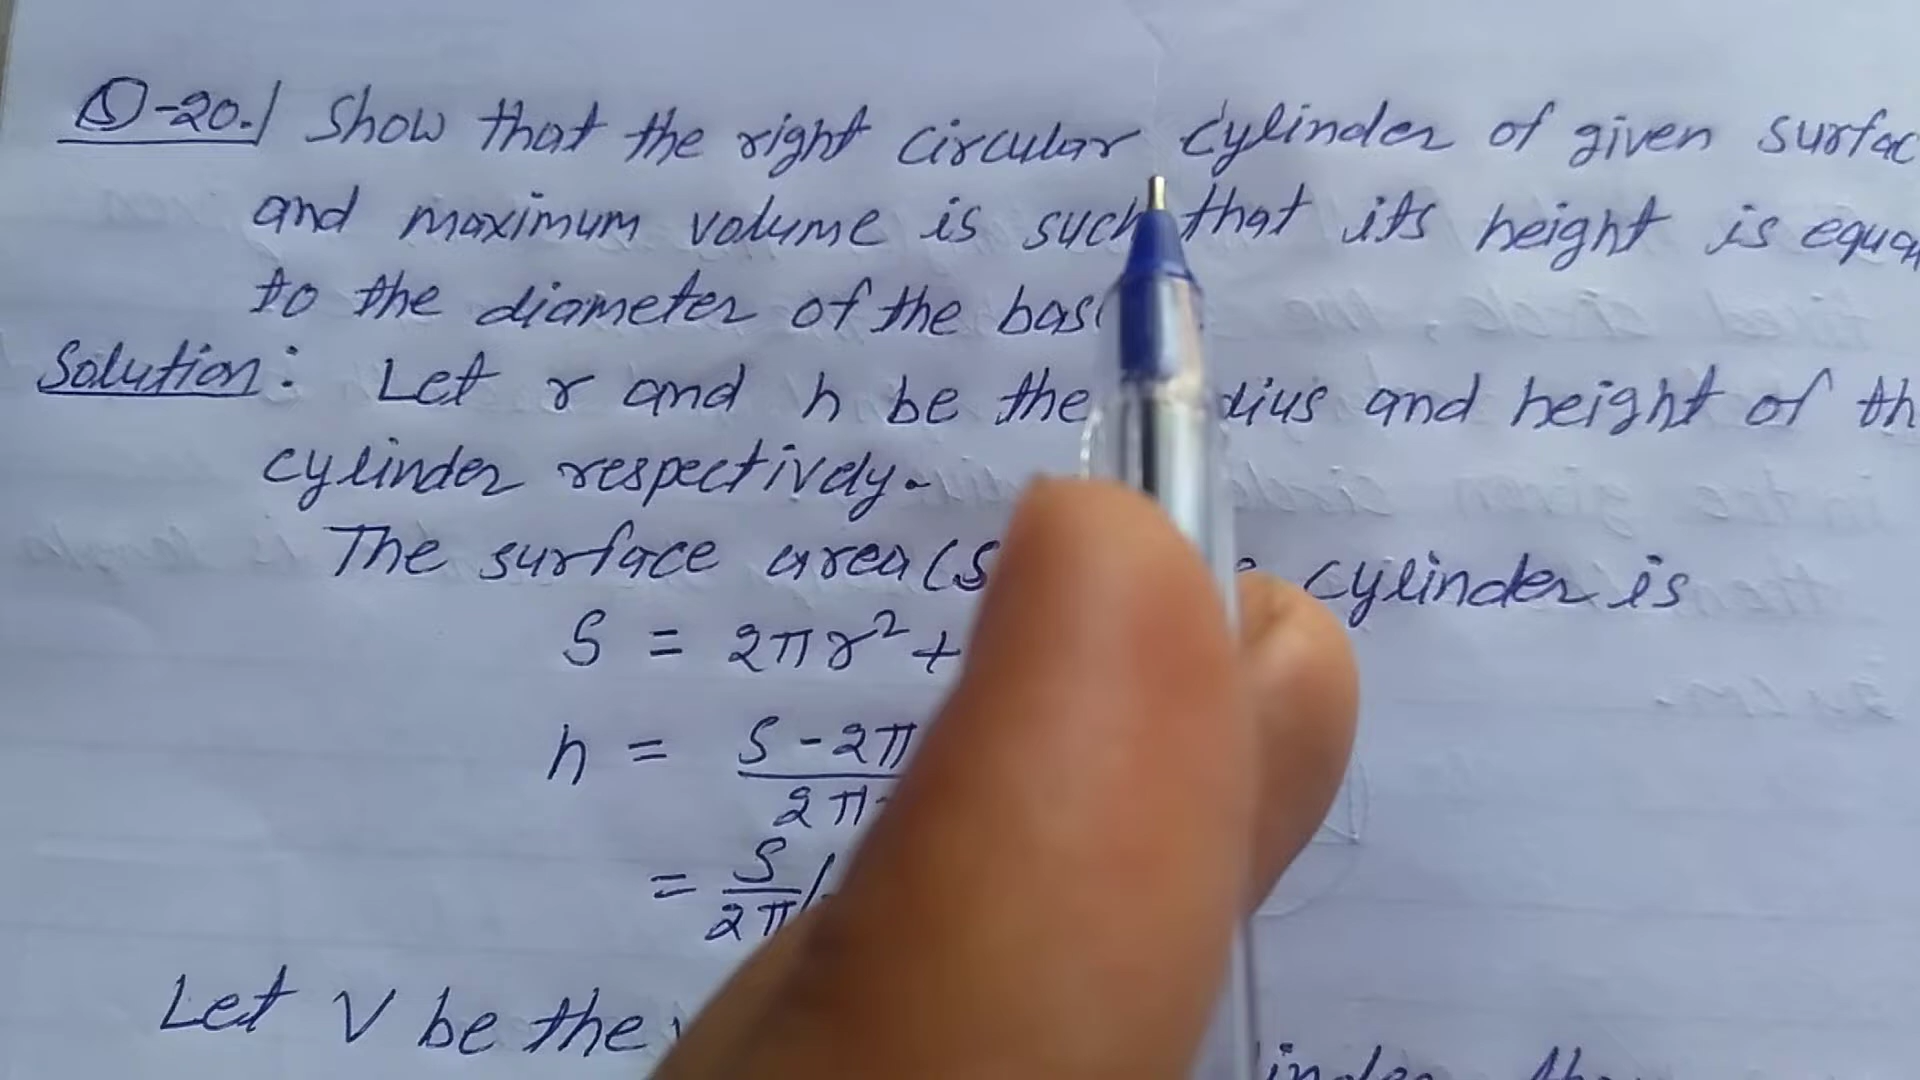 Q-20. Show that the right circular cylinder of given surfac
and maximum volume is such that its height is equa
to the diameter of the bas
Solution: Let r and h be the dius and height of th
cylinder respectively.
The surface area (S cylinder is
S = 2πr² +
h = S - 2π / 2π
= S / 2π
Let V be the